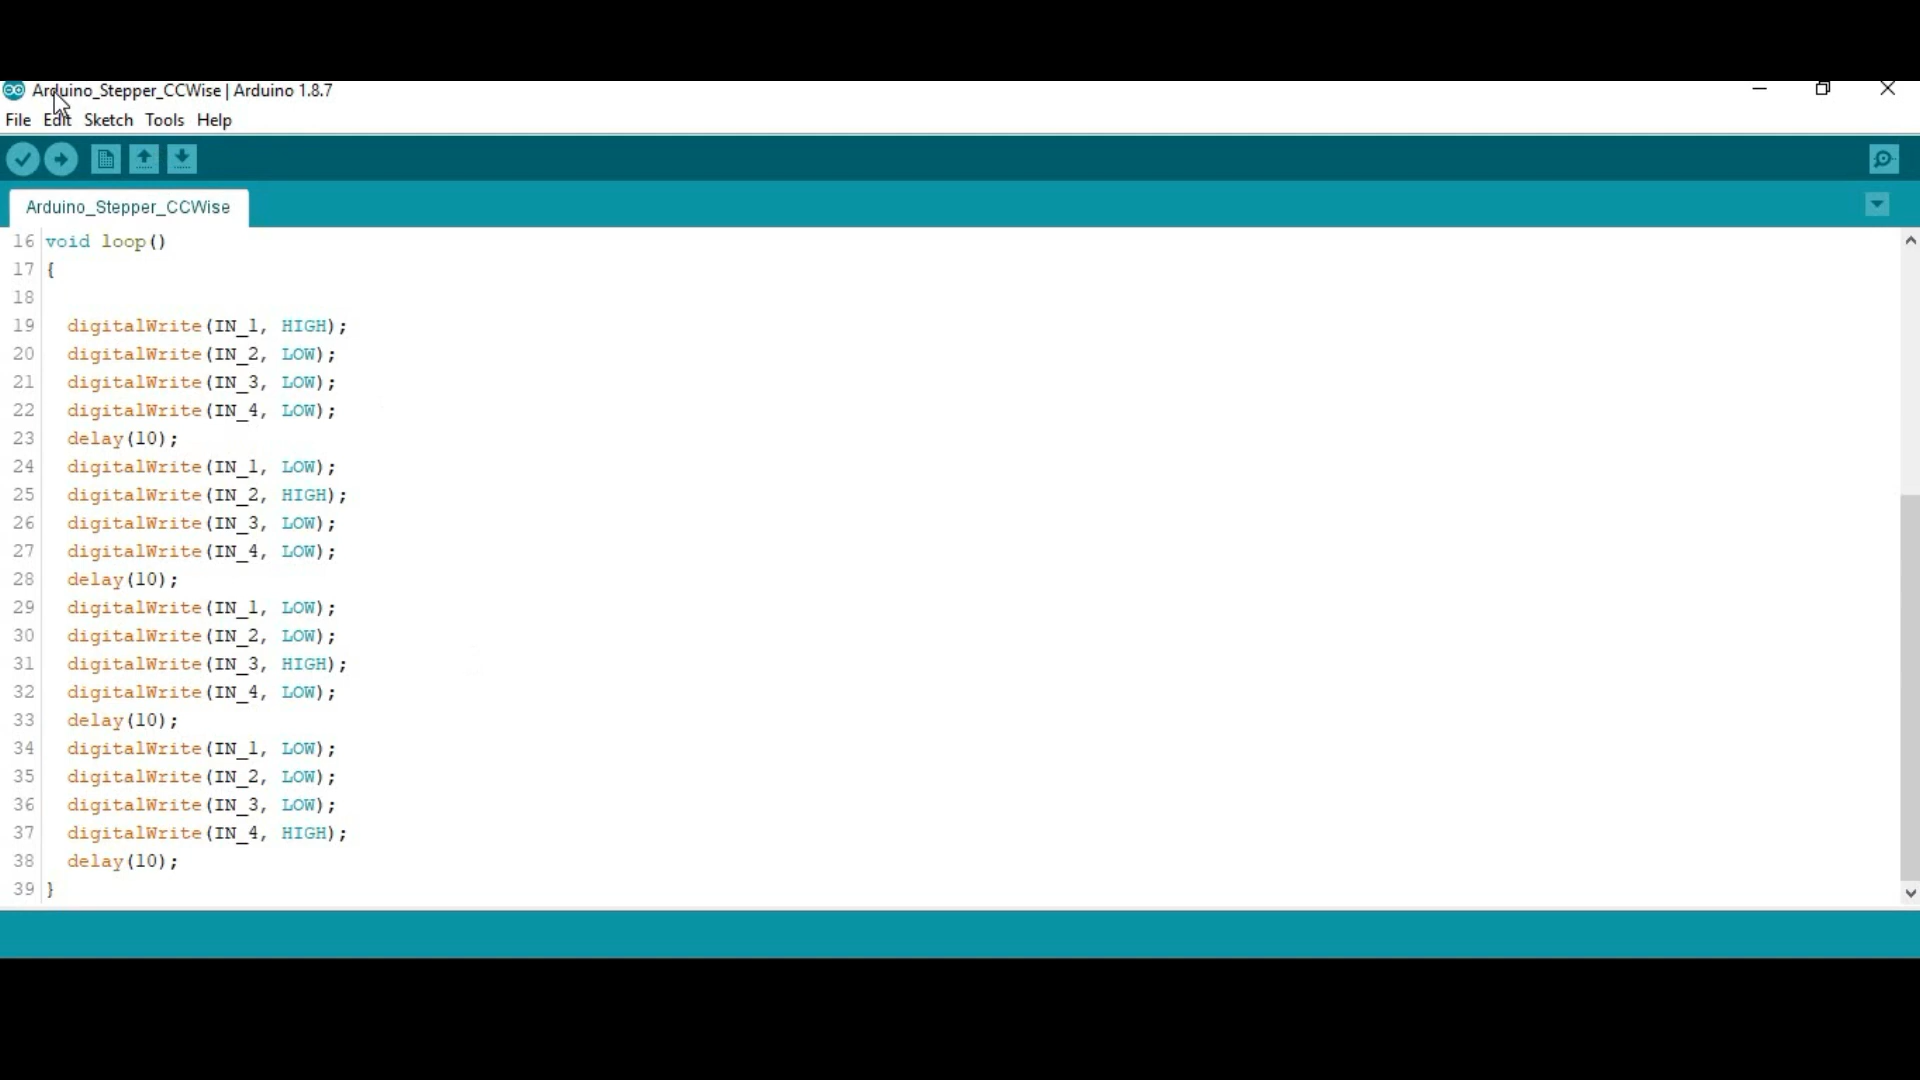 Arduino_Stepper_CCWise | Arduino 1.8.7
File Edit Sketch Tools Help
Arduino_Stepper_CCWise
16 void loop()
17 {
18
19 digitalWrite(IN_1, HIGH);
20 digitalWrite(IN_2, LOW);
21 digitalWrite(IN_3, LOW);
22 digitalWrite(IN_4, LOW);
23 delay(10);
24 digitalWrite(IN_1, LOW);
25 digitalWrite(IN_2, HIGH);
26 digitalWrite(IN_3, LOW);
27 digitalWrite(IN_4, LOW);
28 delay(10);
29 digitalWrite(IN_1, LOW);
30 digitalWrite(IN_2, LOW);
31 digitalWrite(IN_3, HIGH);
32 digitalWrite(IN_4, LOW);
33 delay(10);
34 digitalWrite(IN_1, LOW);
35 digitalWrite(IN_2, LOW);
36 digitalWrite(IN_3, LOW);
37 digitalWrite(IN_4, HIGH);
38 delay(10);
39 }